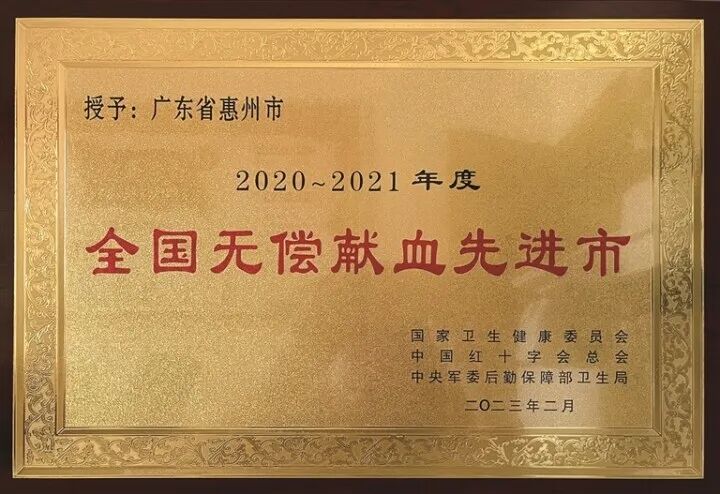 授予：广东省惠州市
2020~2021年度
全国无偿献血先进市
国家卫生健康委员会
中国红十字会总会
中央军委后勤保障部卫生局
二〇二三年二月